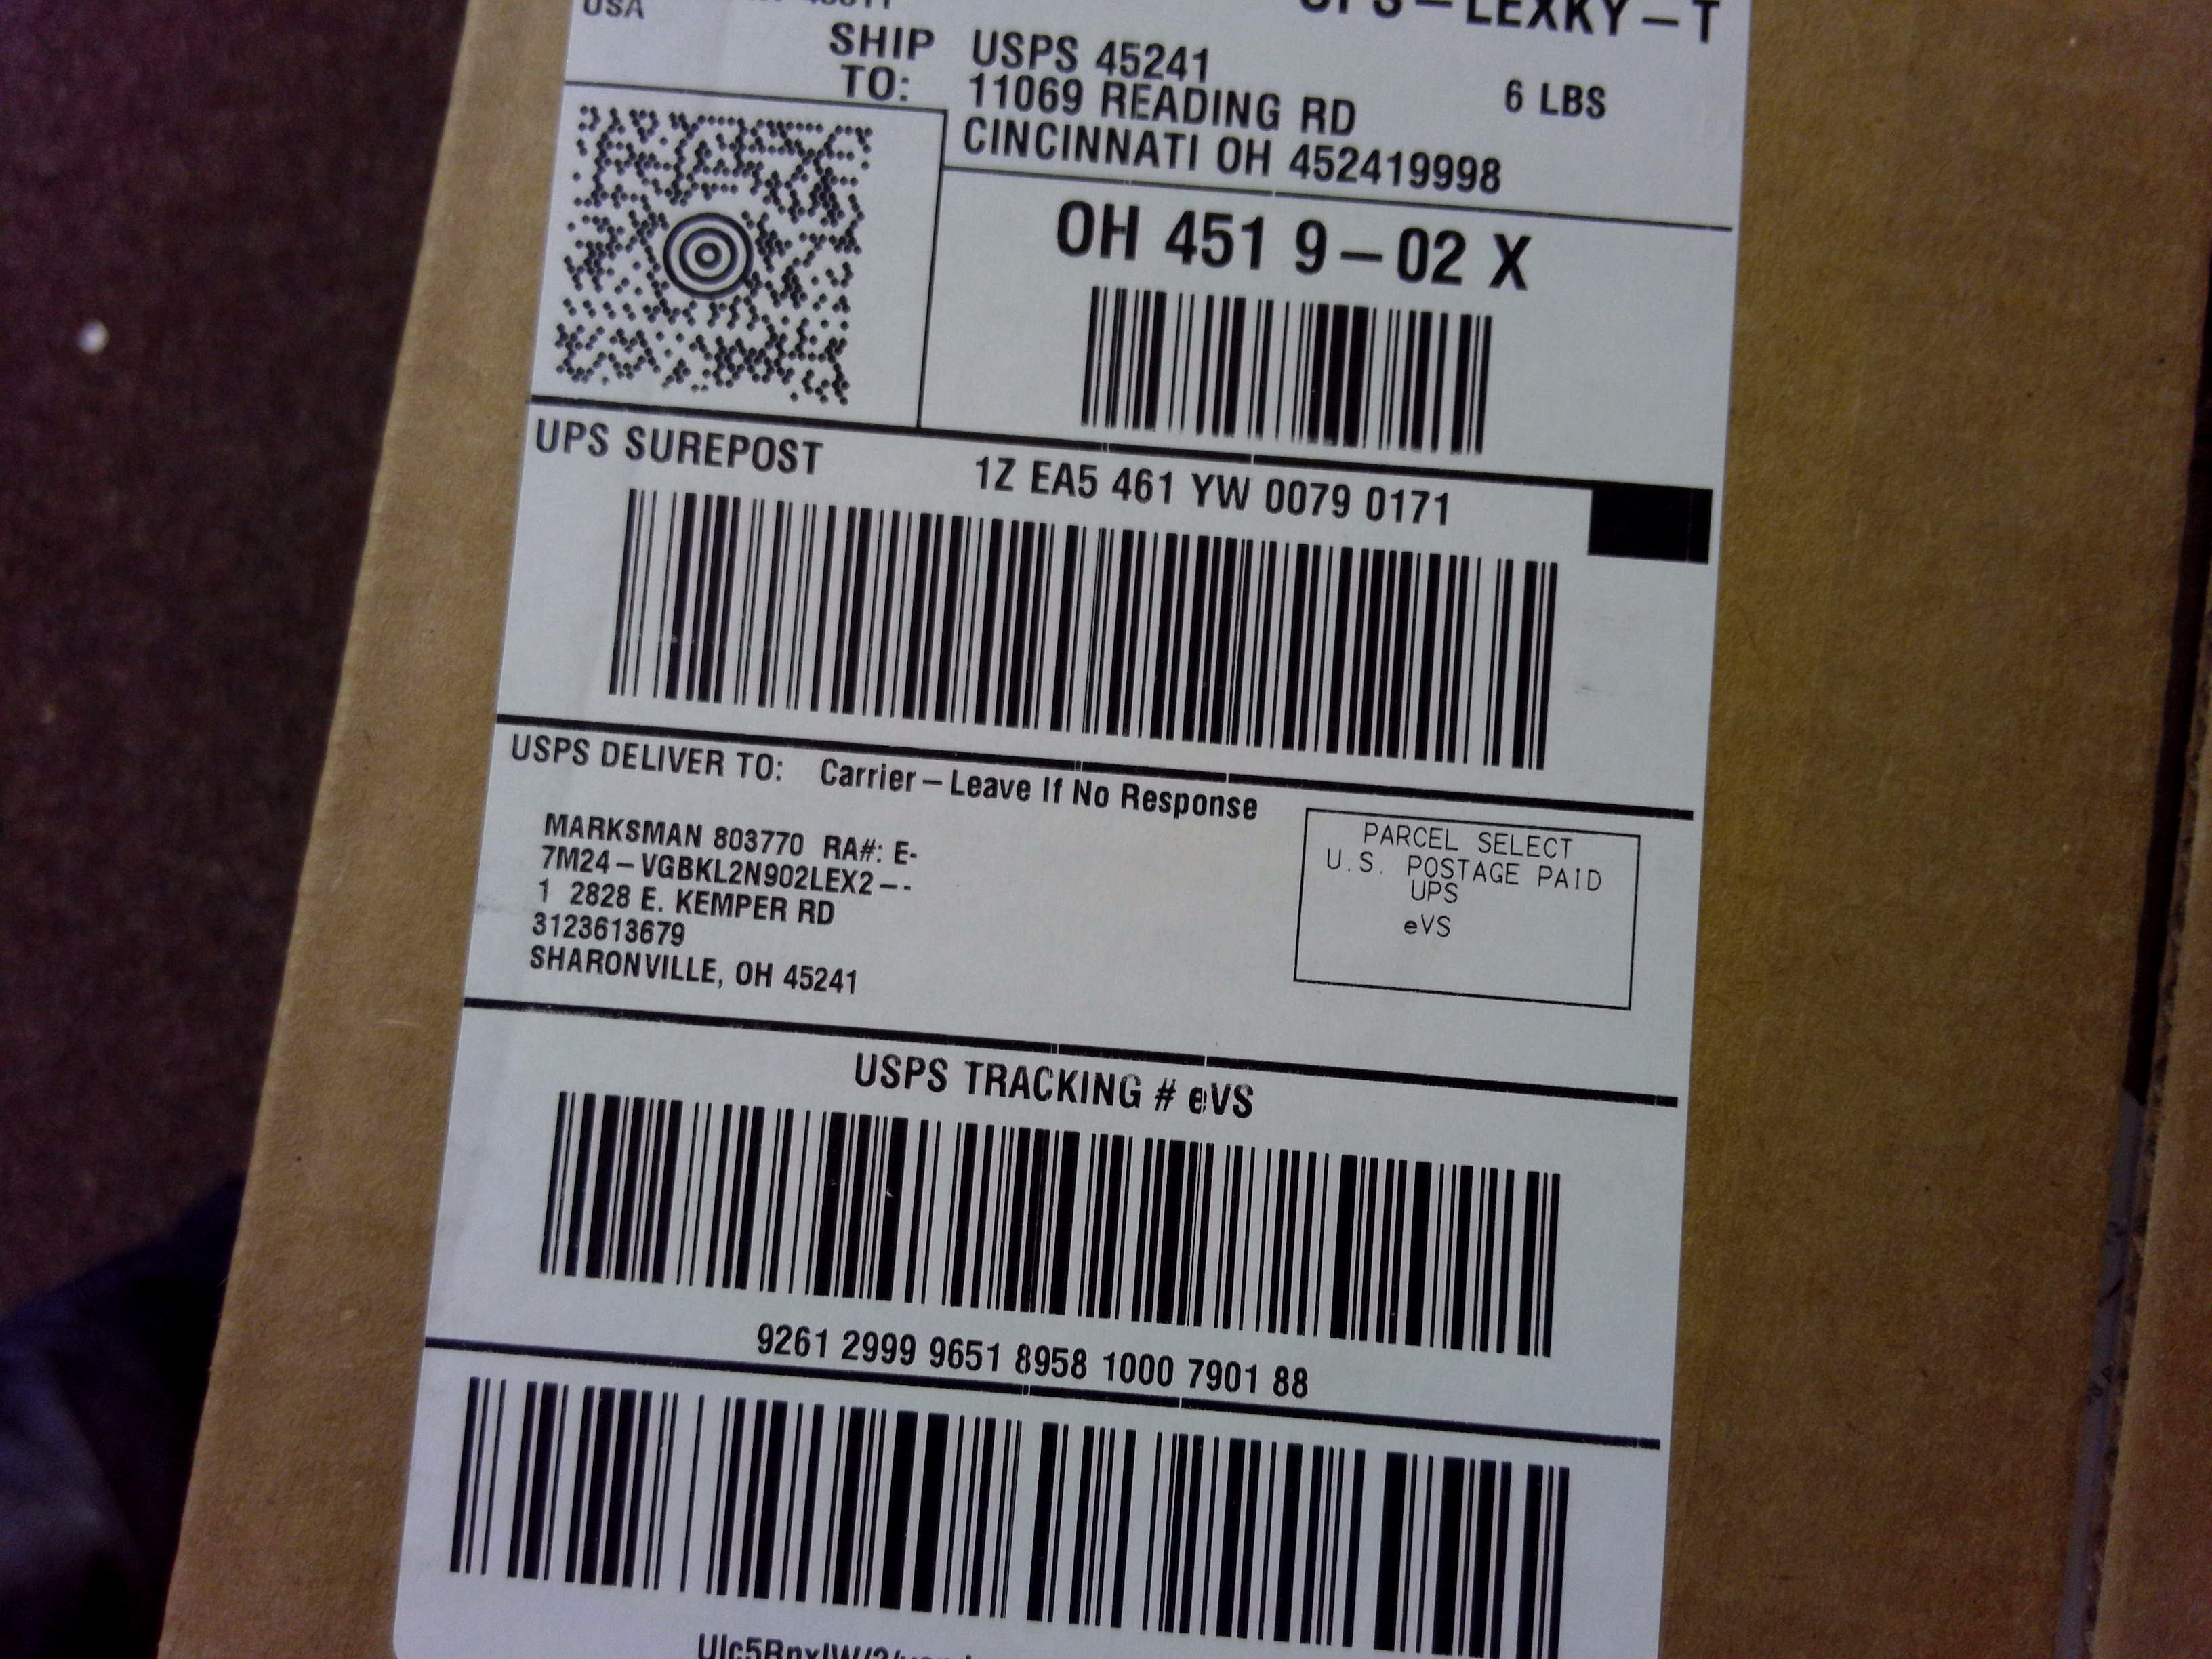 USA
LEXKY-T
SHIP TO:
USPS 45241
11069 READING RD
CINCINNATI OH 452419998
6 LBS
OH 451 9-02 X
UPS SUREPOST
1Z EA5 461 YW 0079 0171
USPS DELIVER TO: Carrier-Leave If No Response
MARKSMAN 803770 RA#: E-
7M24-VGBKL2N902LEX2--
1 2828 E. KEMPER RD
3123613679
SHARONVILLE, OH 45241
PARCEL SELECT
U.S. POSTAGE PAID
UPS
eVS
USPS TRACKING # eVS
9261 2999 9651 8958 1000 7901 88